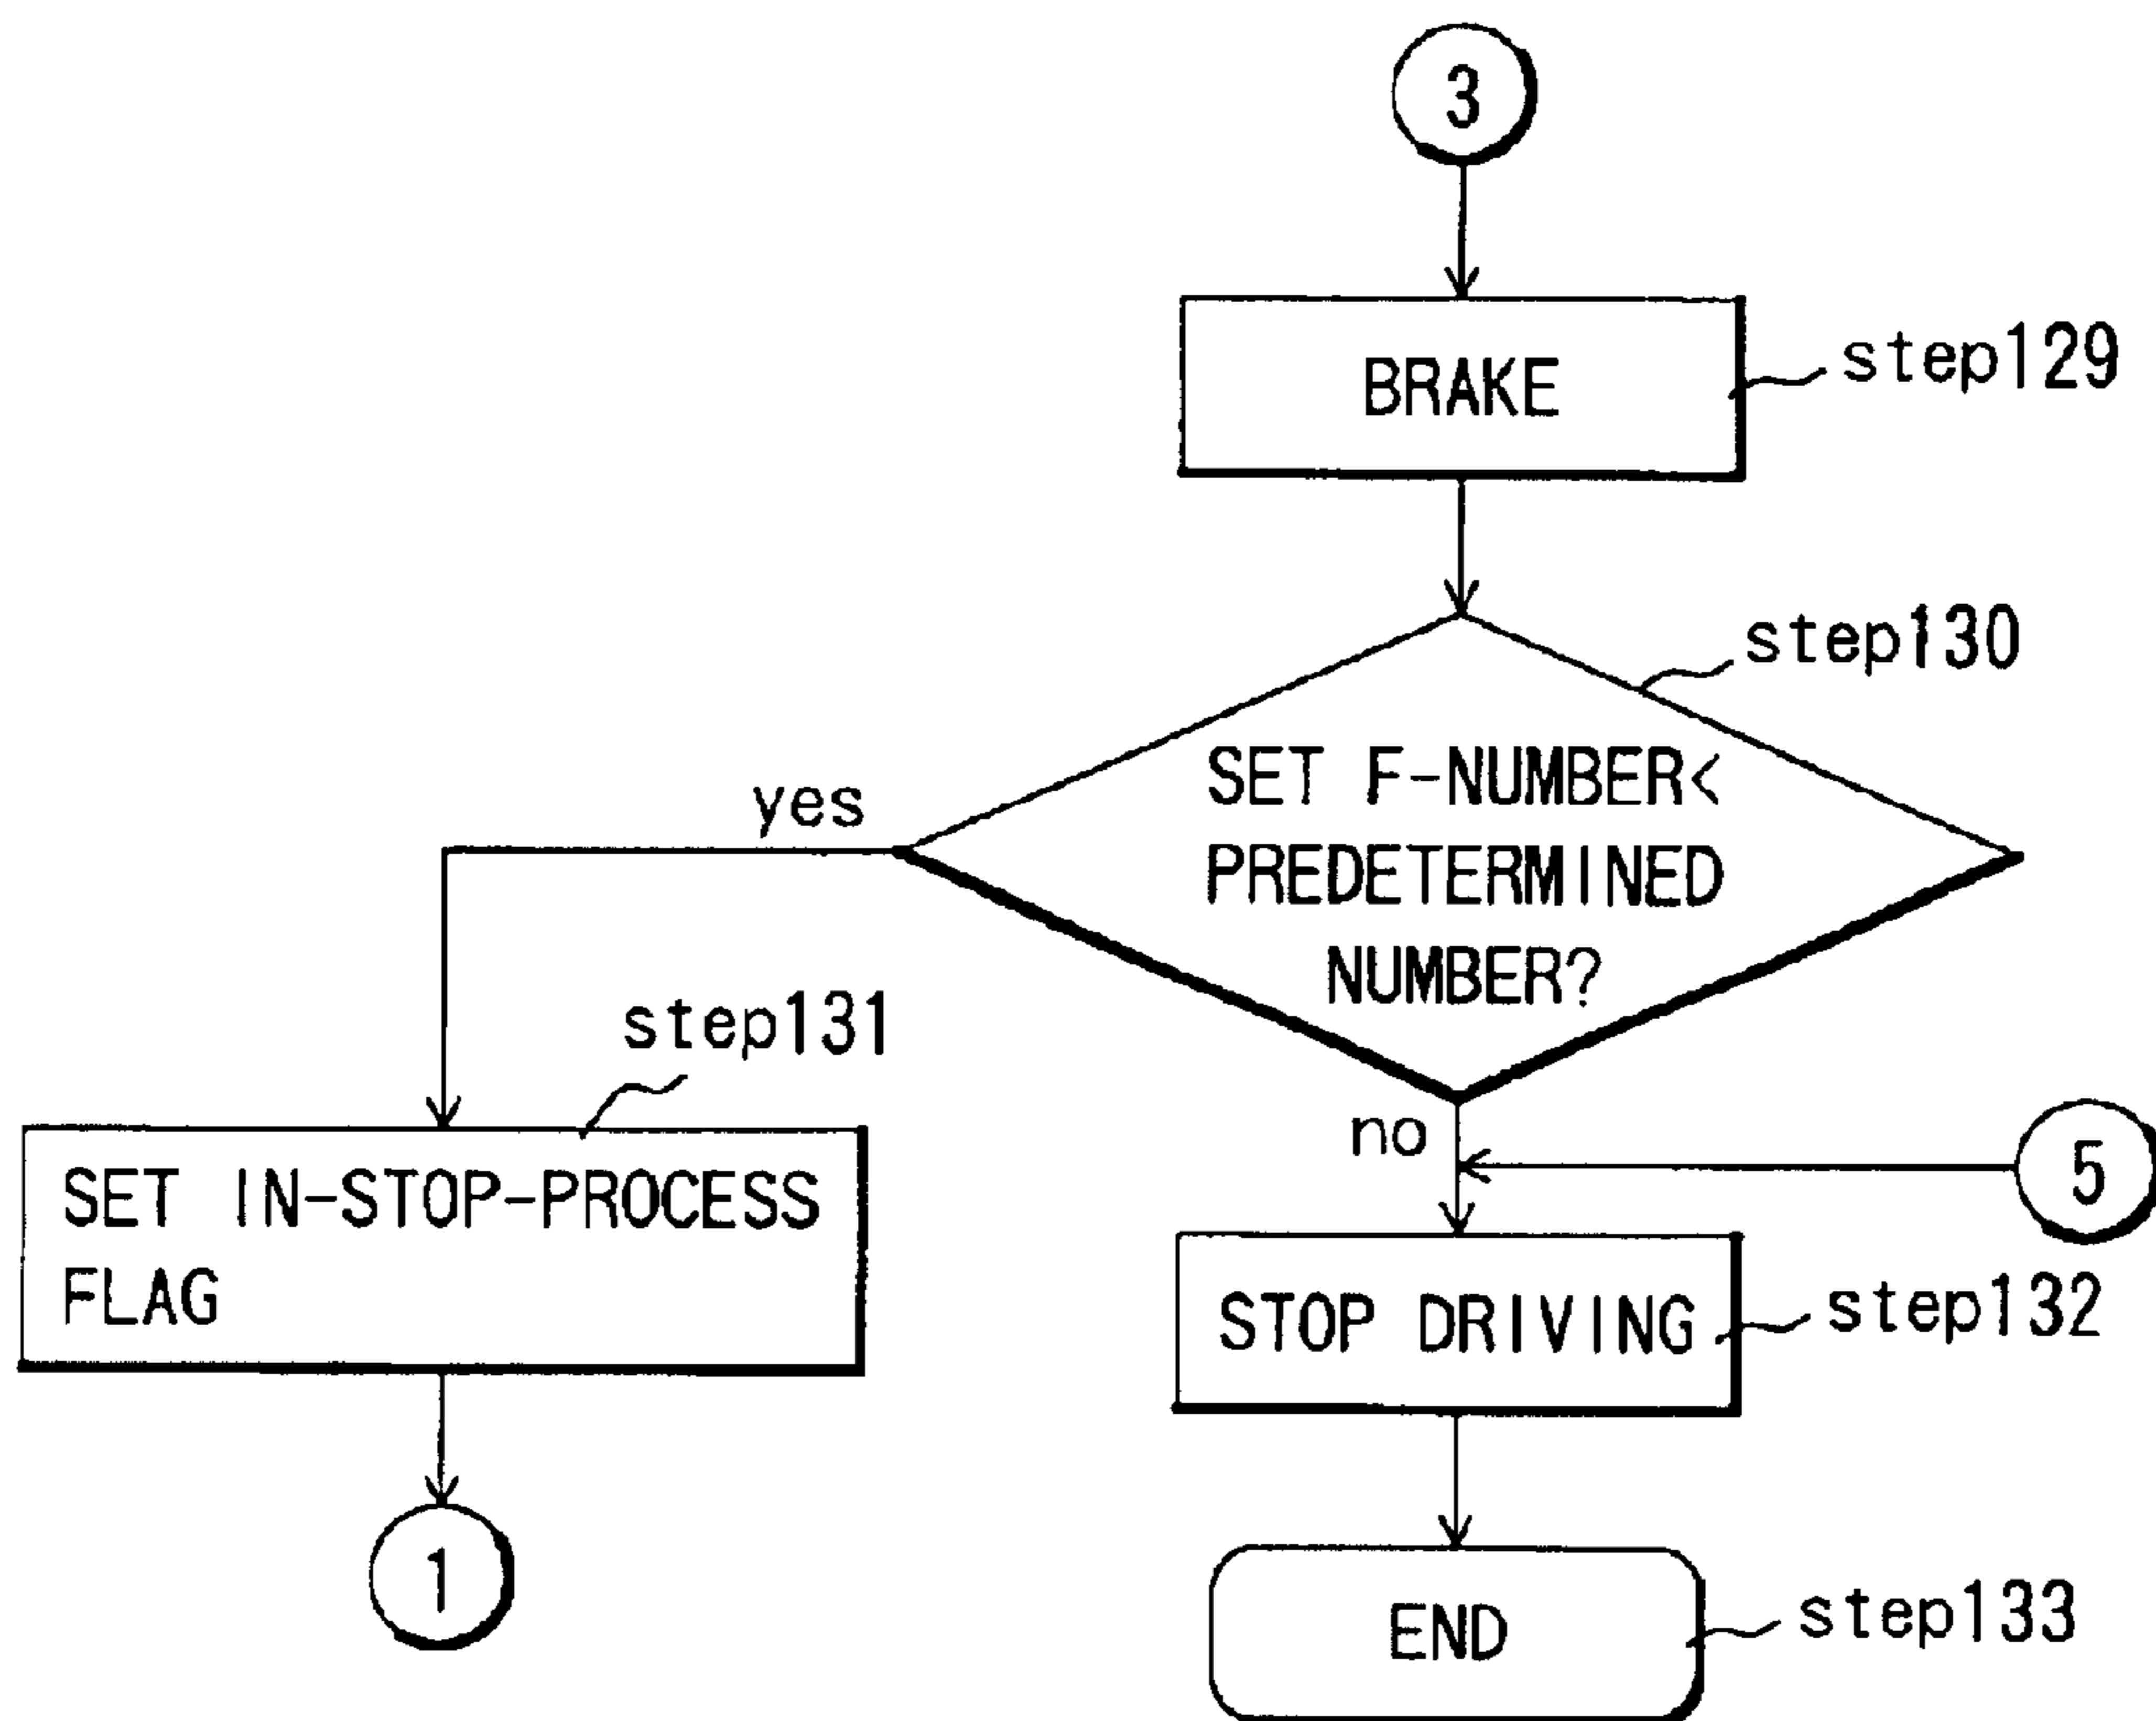 3
BRAKE
step129
step130
SET F-NUMBER<
PREDETERMINED
NUMBER?
yes
no
step131
SET IN-STOP-PROCESS
FLAG
1
5
STOP DRIVING
step132
END
step133